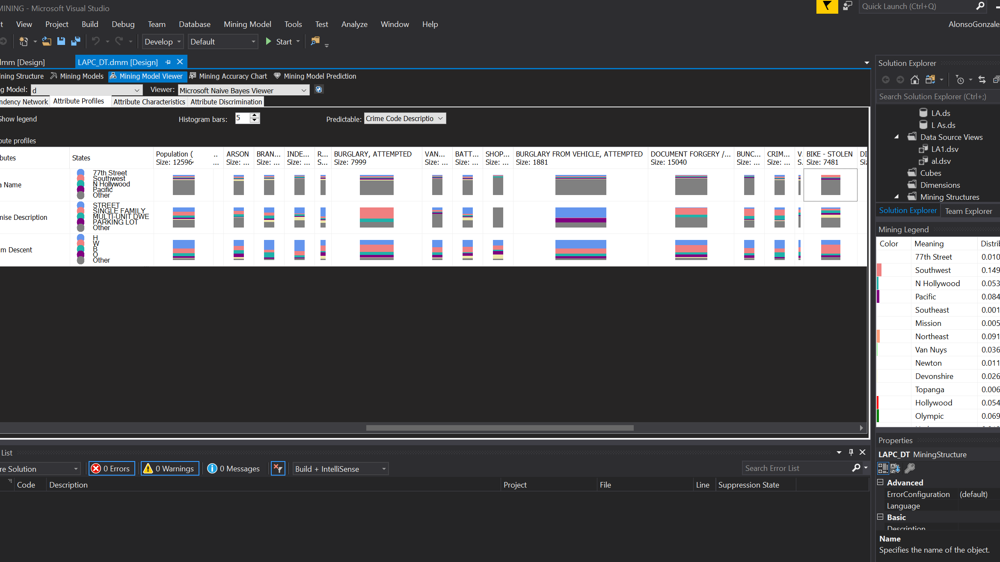 MINING - Microsoft Visual Studio
Quick Launch (Ctrl+Q)
t View Project Build Debug Team Database Mining Model Tools Test Analyze Window Help
AlonsoGonzale
Develop Default Start
dmm [Design] LAPC_DT.dmm [Design]
ining Structure Mining Models Mining Model Viewer Mining Accuracy Chart Mining Model Prediction
g Model: d Viewer: Microsoft Naive Bayes Viewer
ndency Network Attribute Profiles Attribute Characteristics Attribute Discrimination
Show legend Histogram bars: 5 Predictable: Crime Code Descriptio
bute profiles
butes States Population ( .. ARSON BRAN... INDE... R... BURGLARY, ATTEMPTED VAN... BATT... SHOP... BURGLARY FROM VEHICLE, ATTEMPTED DOCUMENT FORGERY /... BUNC... CRIM... V. BIKE - STOLEN DI
Size: 125964 ... Size: ... Size: ... Size: ... S... Size: 7999 Size: ... Size: ... Size: ... Size: 1881 Size: 15040 Size: ... Size: ... S. Size: 7481 Siz
a Name
77th Street
Southwest
N Hollywood
Pacific
Other
mise Description
STREET
SINGLE FAMILY
MULTI-UNIT DWE
PARKING LOT
Other
m Descent
H
W
B
O
Other
Solution Explorer
Search Solution Explorer (Ctrl+;)
LA.ds
L As.ds
Data Source Views
LA1.dsv
al.dsv
Cubes
Dimensions
Mining Structures
Solution Explorer Team Explorer
Mining Legend
Color Meaning Distrib
77th Street 0.010
Southwest 0.149
N Hollywood 0.053
Pacific 0.084
Southeast 0.001
Mission 0.005
Northeast 0.091
Van Nuys 0.036
Newton 0.011
Devonshire 0.026
Topanga 0.006
Hollywood 0.054
Olympic 0.069
List
re Solution 0 Errors 0 Warnings 0 Messages Build + IntelliSense Search Error List
Code Description Project File Line Suppression State
Properties
LAPC_DT MiningStructure
Advanced
ErrorConfiguration (default)
Language
Basic
Description
Name
Specifies the name of the object.